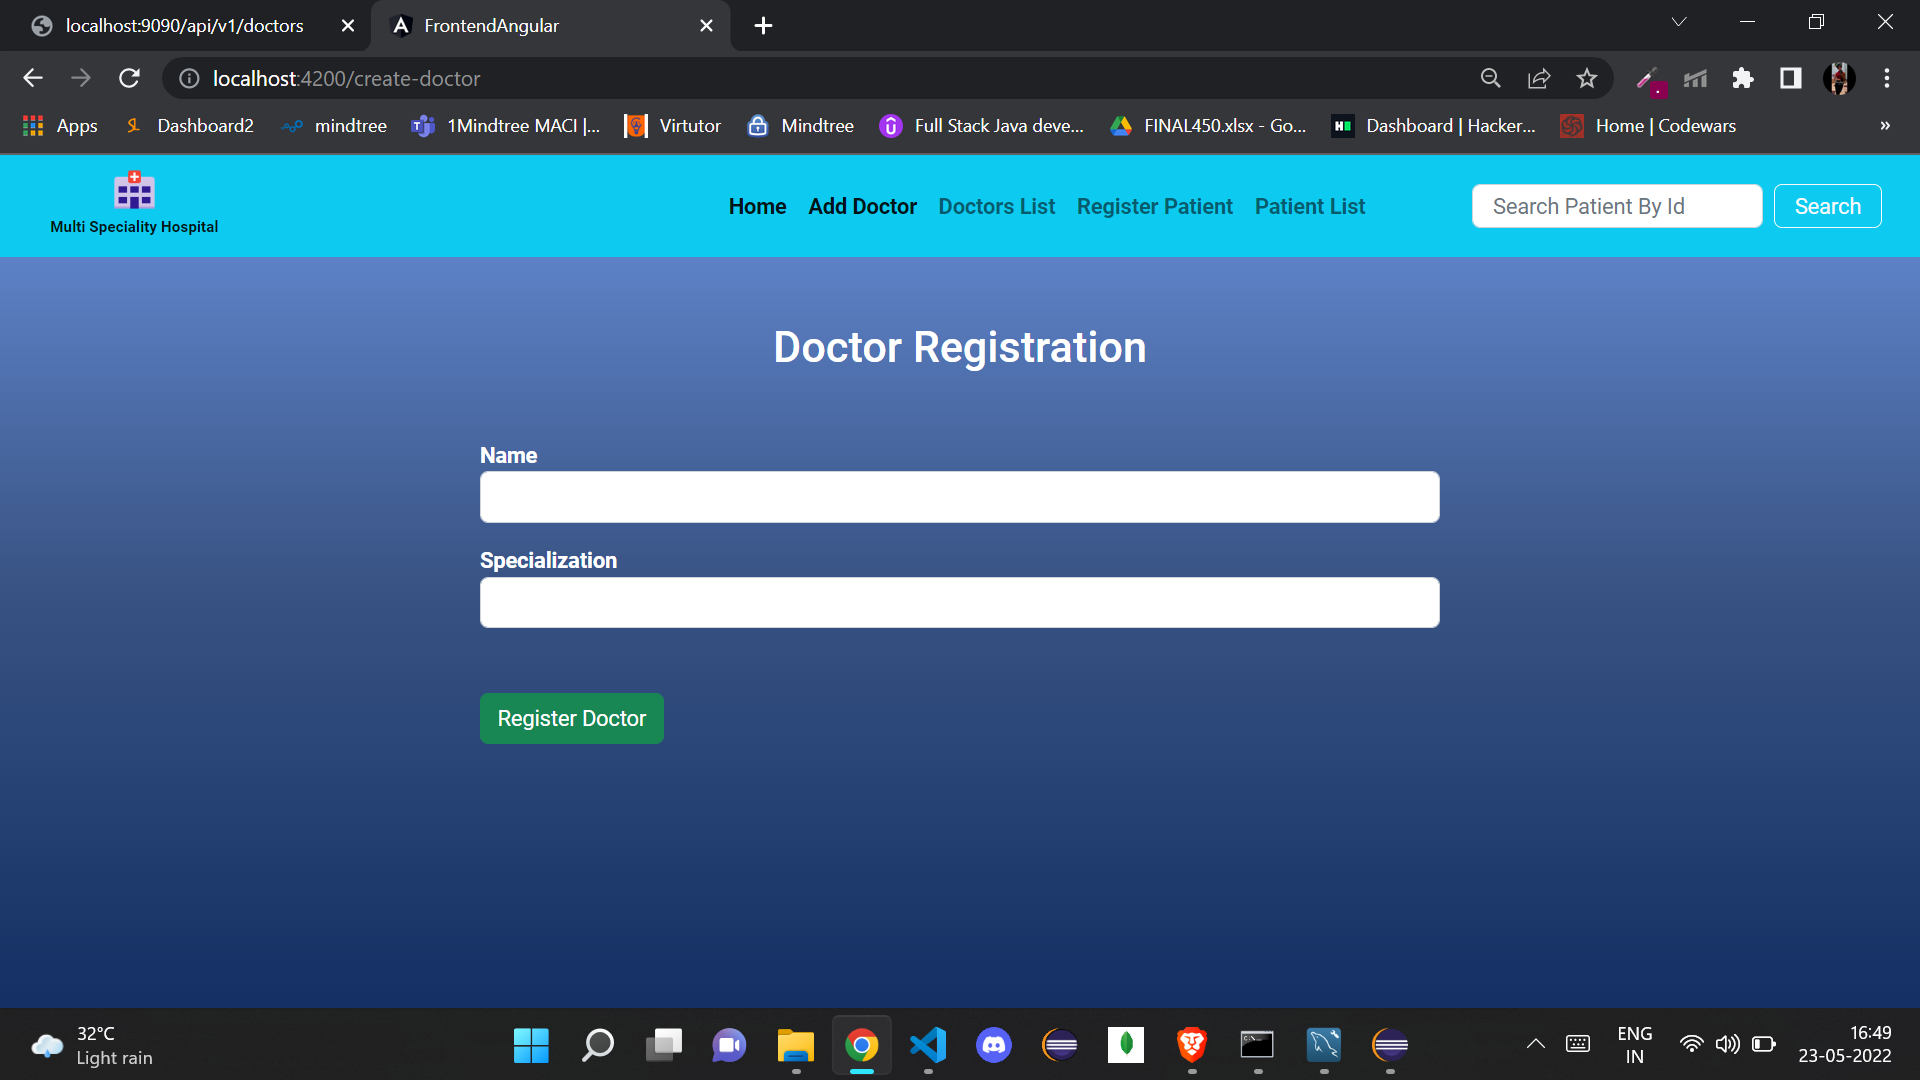 localhost:9090/api/v1/doctors
FrontendAngular
localhost:4200/create-doctor
Apps
Dashboard2
mindtree
1Mindtree MACI |...
Virtutor
Mindtree
Full Stack Java deve...
FINAL450.xlsx - Go...
Dashboard | Hacker...
Home | Codewars
»
Multi Speciality Hospital
Home
Add Doctor
Doctors List
Register Patient
Patient List
Search Patient By Id
Search
Doctor Registration
Name
Specialization
Register Doctor
32°C
Light rain
ENG
IN
16:49
23-05-2022